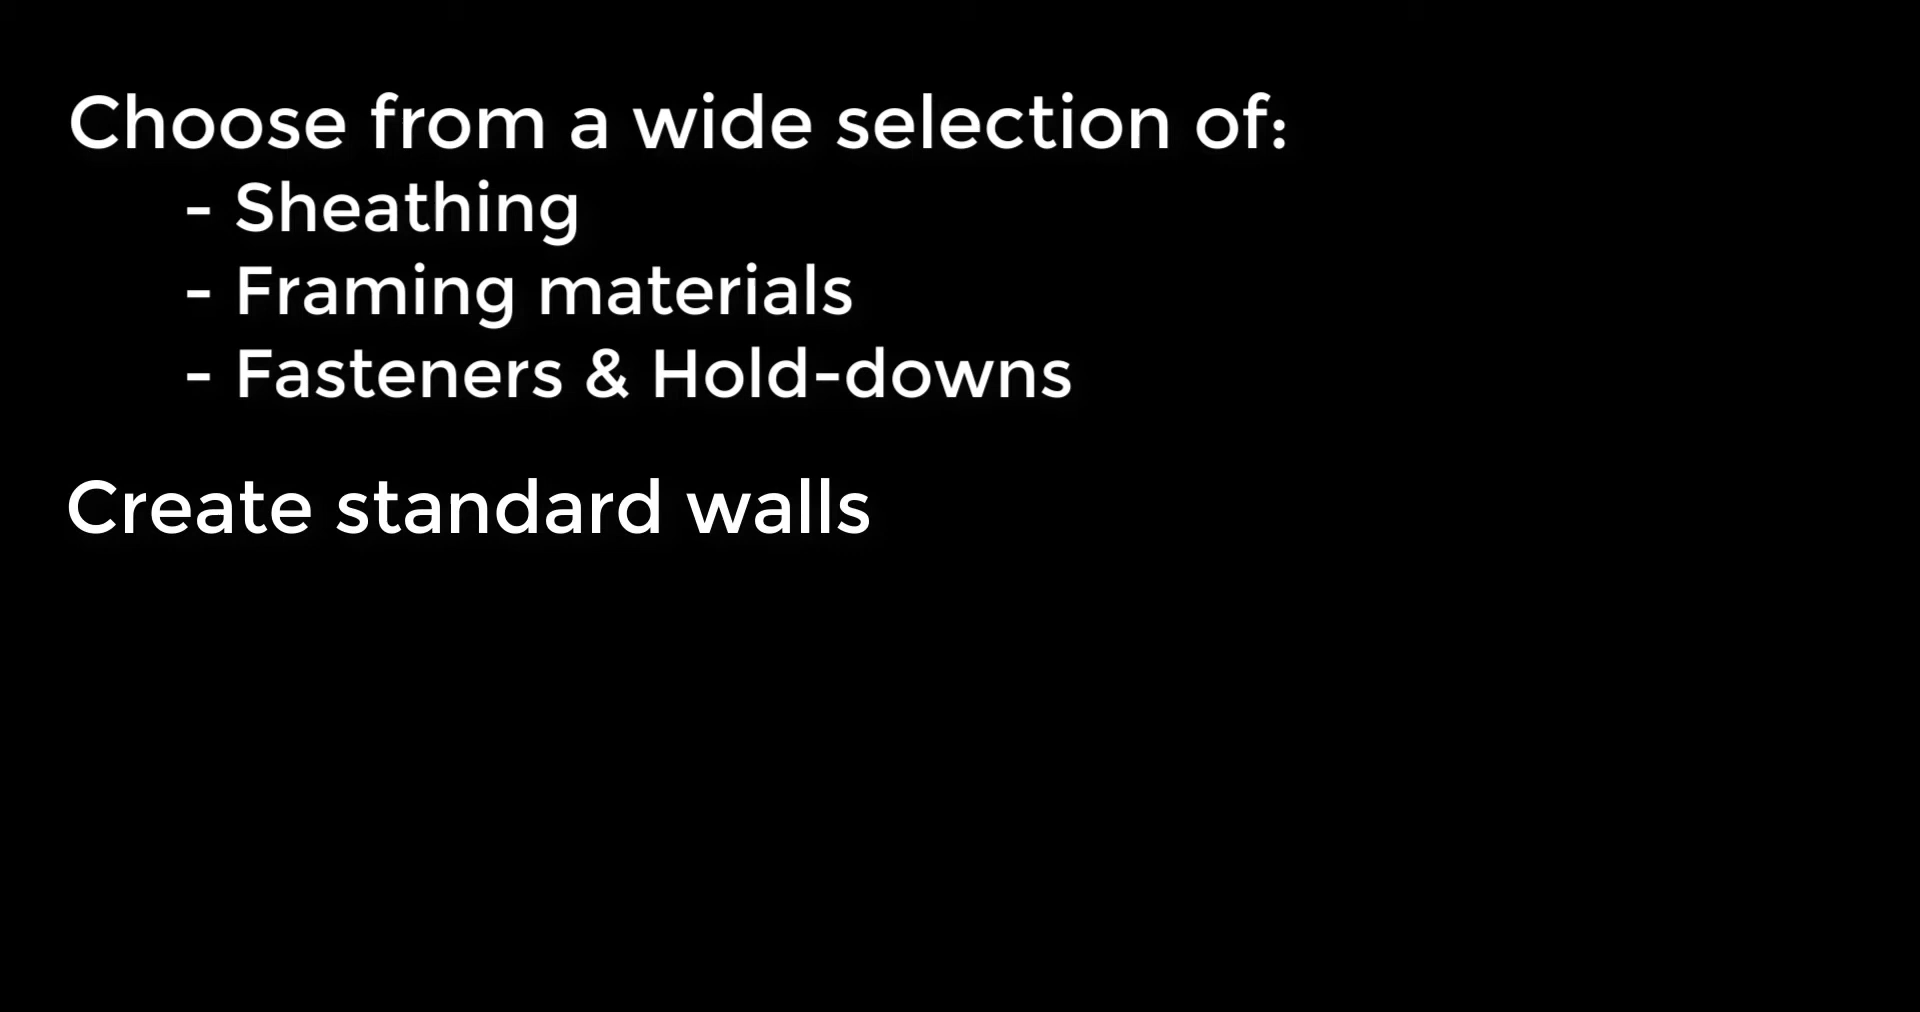 Choose from a wide selection of:
- Sheathing
- Framing materials
- Fasteners & Hold-downs
Create standard walls